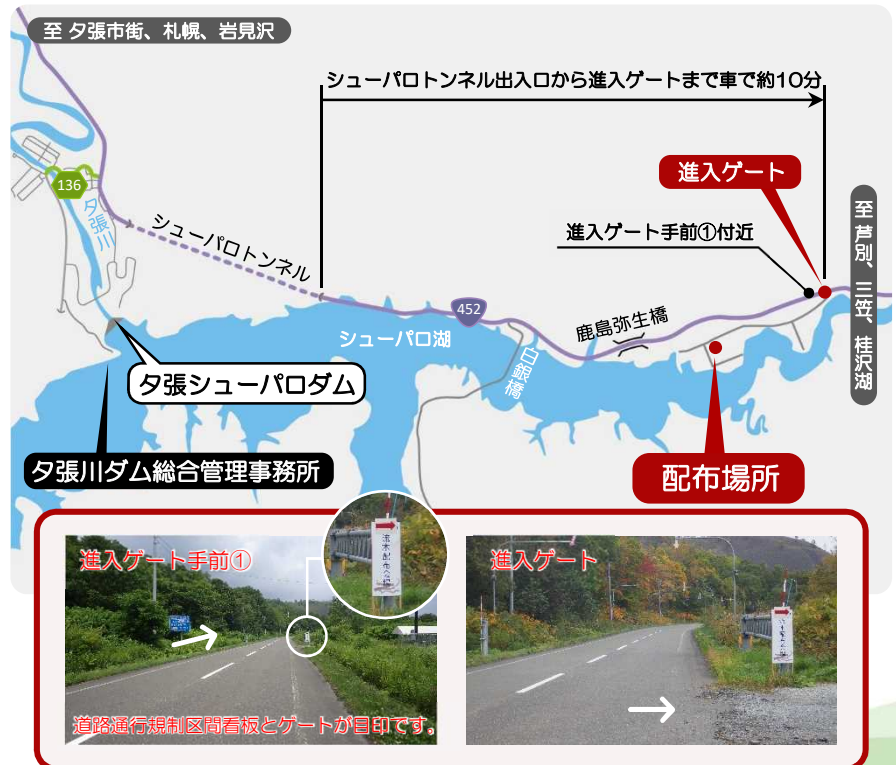 至 夕張市街、札幌、岩見沢
シューパロトンネル出入口から進入ゲートまで車で約10分
進入ゲート
136
夕張川
シューパロトンネル
進入ゲート手前①付近
至 芦別、三笠、桂沢湖
452
シューパロ湖
鹿島弥生橋
白銀橋
夕張シューパロダム
夕張川ダム総合管理事務所
配布場所
進入ゲート手前①
流木配布会場
道路通行規制区間看板とゲートが目印です。
進入ゲート